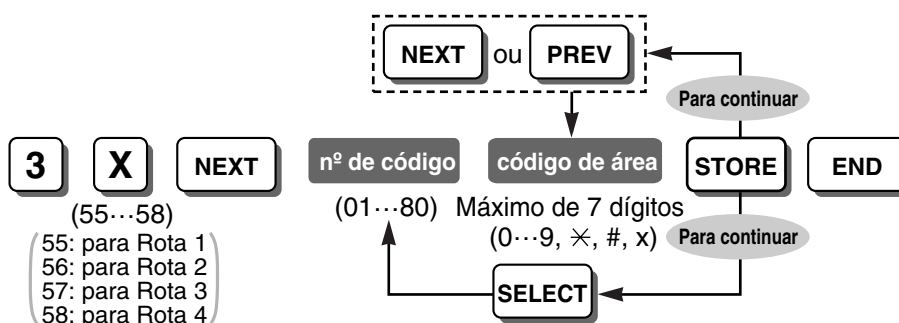 NEXT ou PREV
Para continuar
3 X NEXT nº de código código de área STORE END
(55···58) (01···80) Máximo de 7 dígitos
(0···9, ✳, #, x) Para continuar
55: para Rota 1
56: para Rota 2
57: para Rota 3
58: para Rota 4
SELECT